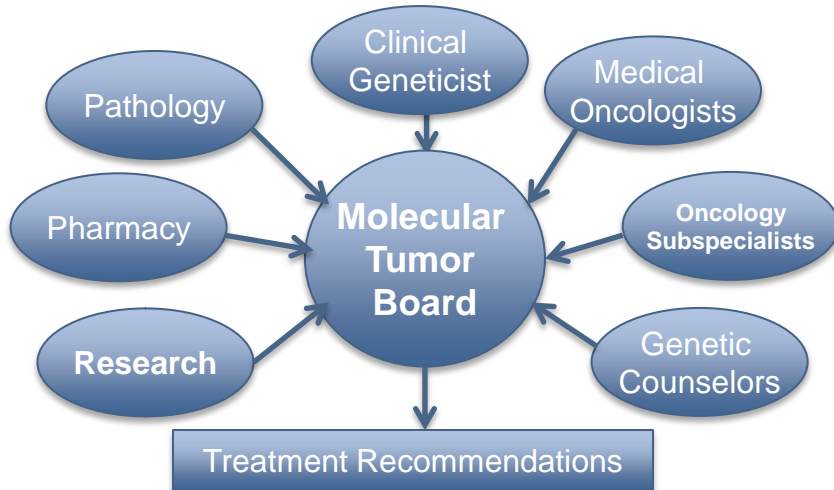 Clinical
Geneticist
Pathology
Medical
Oncologists
Pharmacy
Molecular
Tumor
Board
Oncology
Subspecialists
Research
Genetic
Counselors
Treatment Recommendations